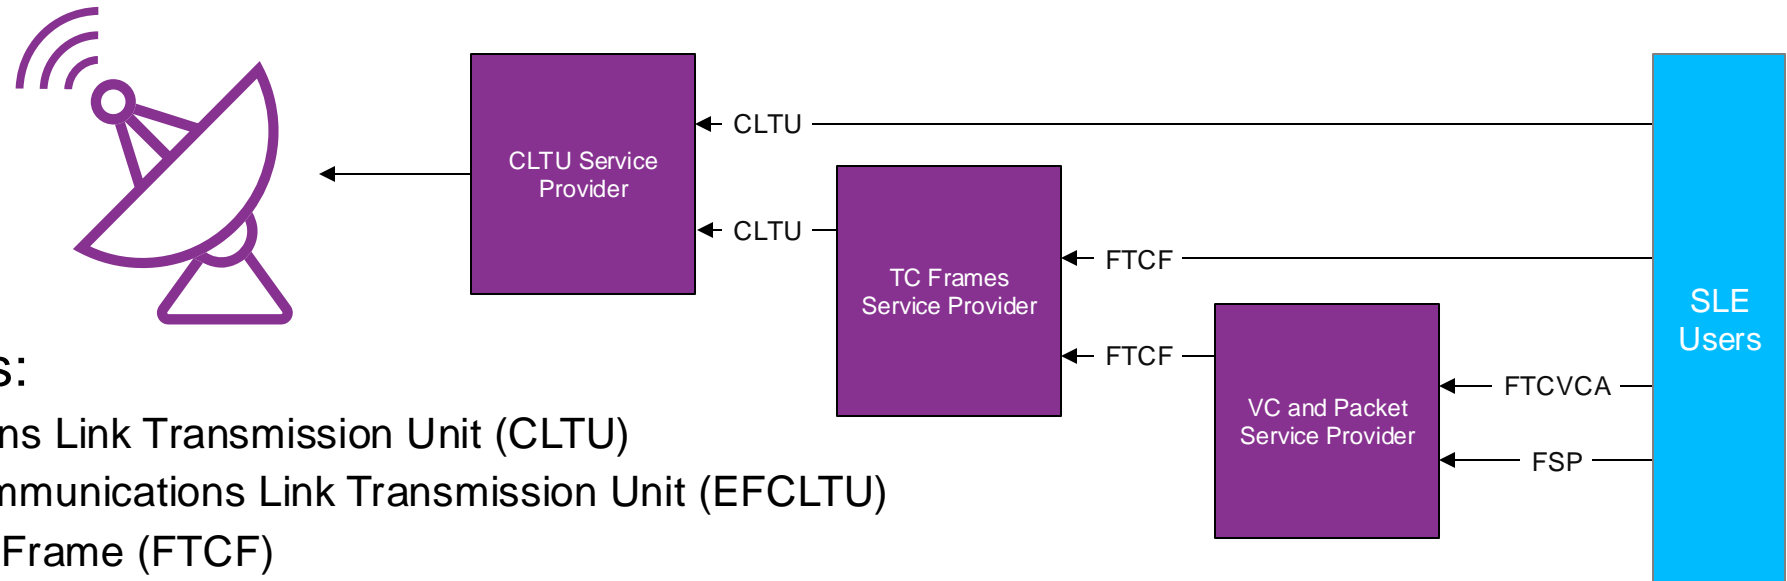 CLTU
CLTU Service
Provider
CLTU
FTCF
TC Frames
Service Provider
FTCF
SLE
Users
FTCVCA
VC and Packet
Service Provider
FSP
s:
ns Link Transmission Unit (CLTU)
mmunications Link Transmission Unit (EFCLTU)
Frame (FTCF)